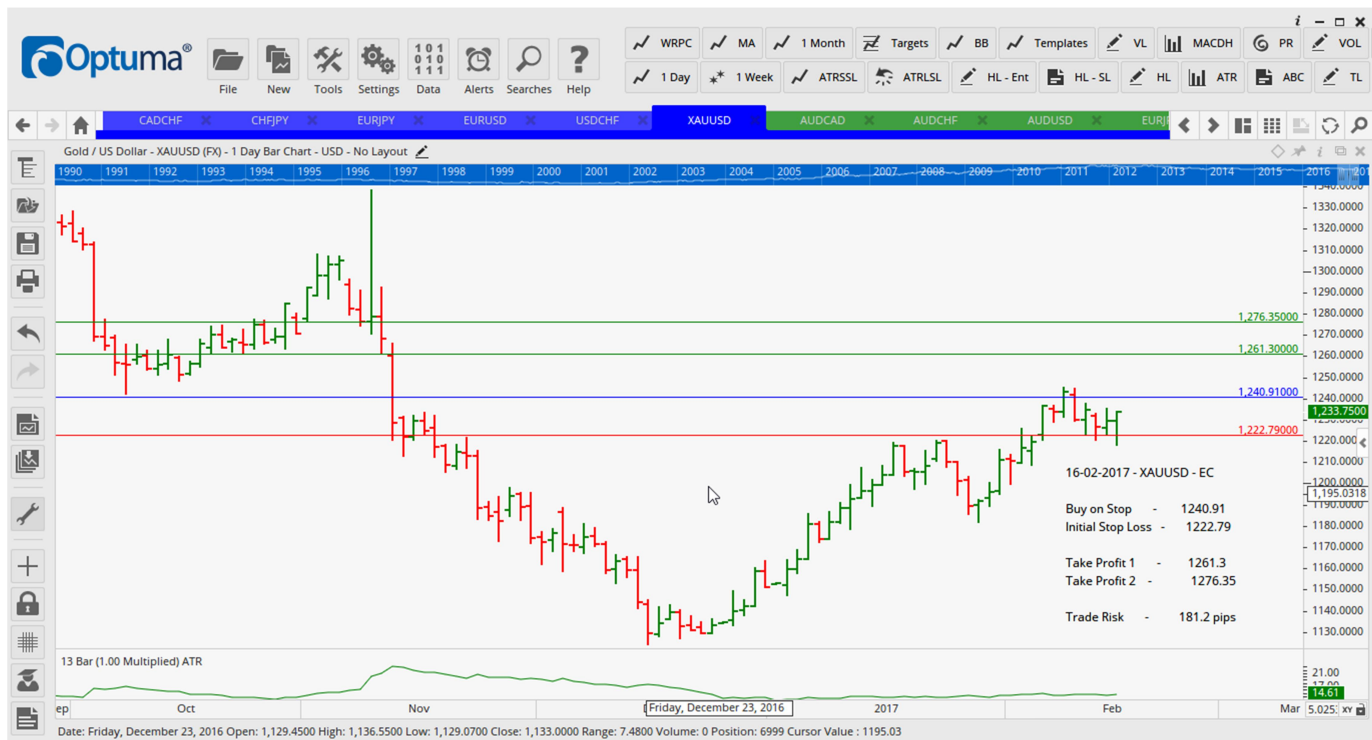 i
Optuma®
File New Tools Settings Data Alerts Searches Help
WRPC MA 1 Month Targets BB Templates VL MACDH PR VOL
1 Day 1 Week ATRSSL ATRLSL HL - Ent HL - SL HL ATR ABC TL
CADCHF CHFJPY EURJPY EURUSD USDCHF XAUUSD AUDCAD AUDCHF AUDUSD
Gold / US Dollar - XAUUSD (FX) - 1 Day Bar Chart - USD - No Layout
1990 1991 1992 1993 1994 1995 1996 1997 1998 1999 2000 2001 2002 2003 2004 2005 2006 2007 2008 2009 2010 2011 2012 2013 2014 2015 2016
1340.0000
1330.0000
1320.0000
1310.0000
1300.0000
1290.0000
1280.0000
1,276.35000
1270.0000
1,261.30000
1260.0000
1250.0000
1,240.91000
1240.0000
1,233.7500
1,222.79000
1220.0000
1210.0000
1200.0000
1,195.0318
1190.0000
1180.0000
1170.0000
1160.0000
1150.0000
1140.0000
1130.0000
16-02-2017 - XAUUSD - EC
Buy on Stop - 1240.91
Initial Stop Loss - 1222.79
Take Profit 1 - 1261.3
Take Profit 2 - 1276.35
Trade Risk - 181.2 pips
13 Bar (1.00 Multiplied) ATR
21.00
17.00
14.61
ep Oct Nov Friday, December 23, 2016 2017 Feb Mar 5.025: XY
Date: Friday, December 23, 2016 Open: 1,129.4500 High: 1,136.5500 Low: 1,129.0700 Close: 1,133.0000 Range: 7.4800 Volume: 0 Position: 6999 Cursor Value : 1195.03